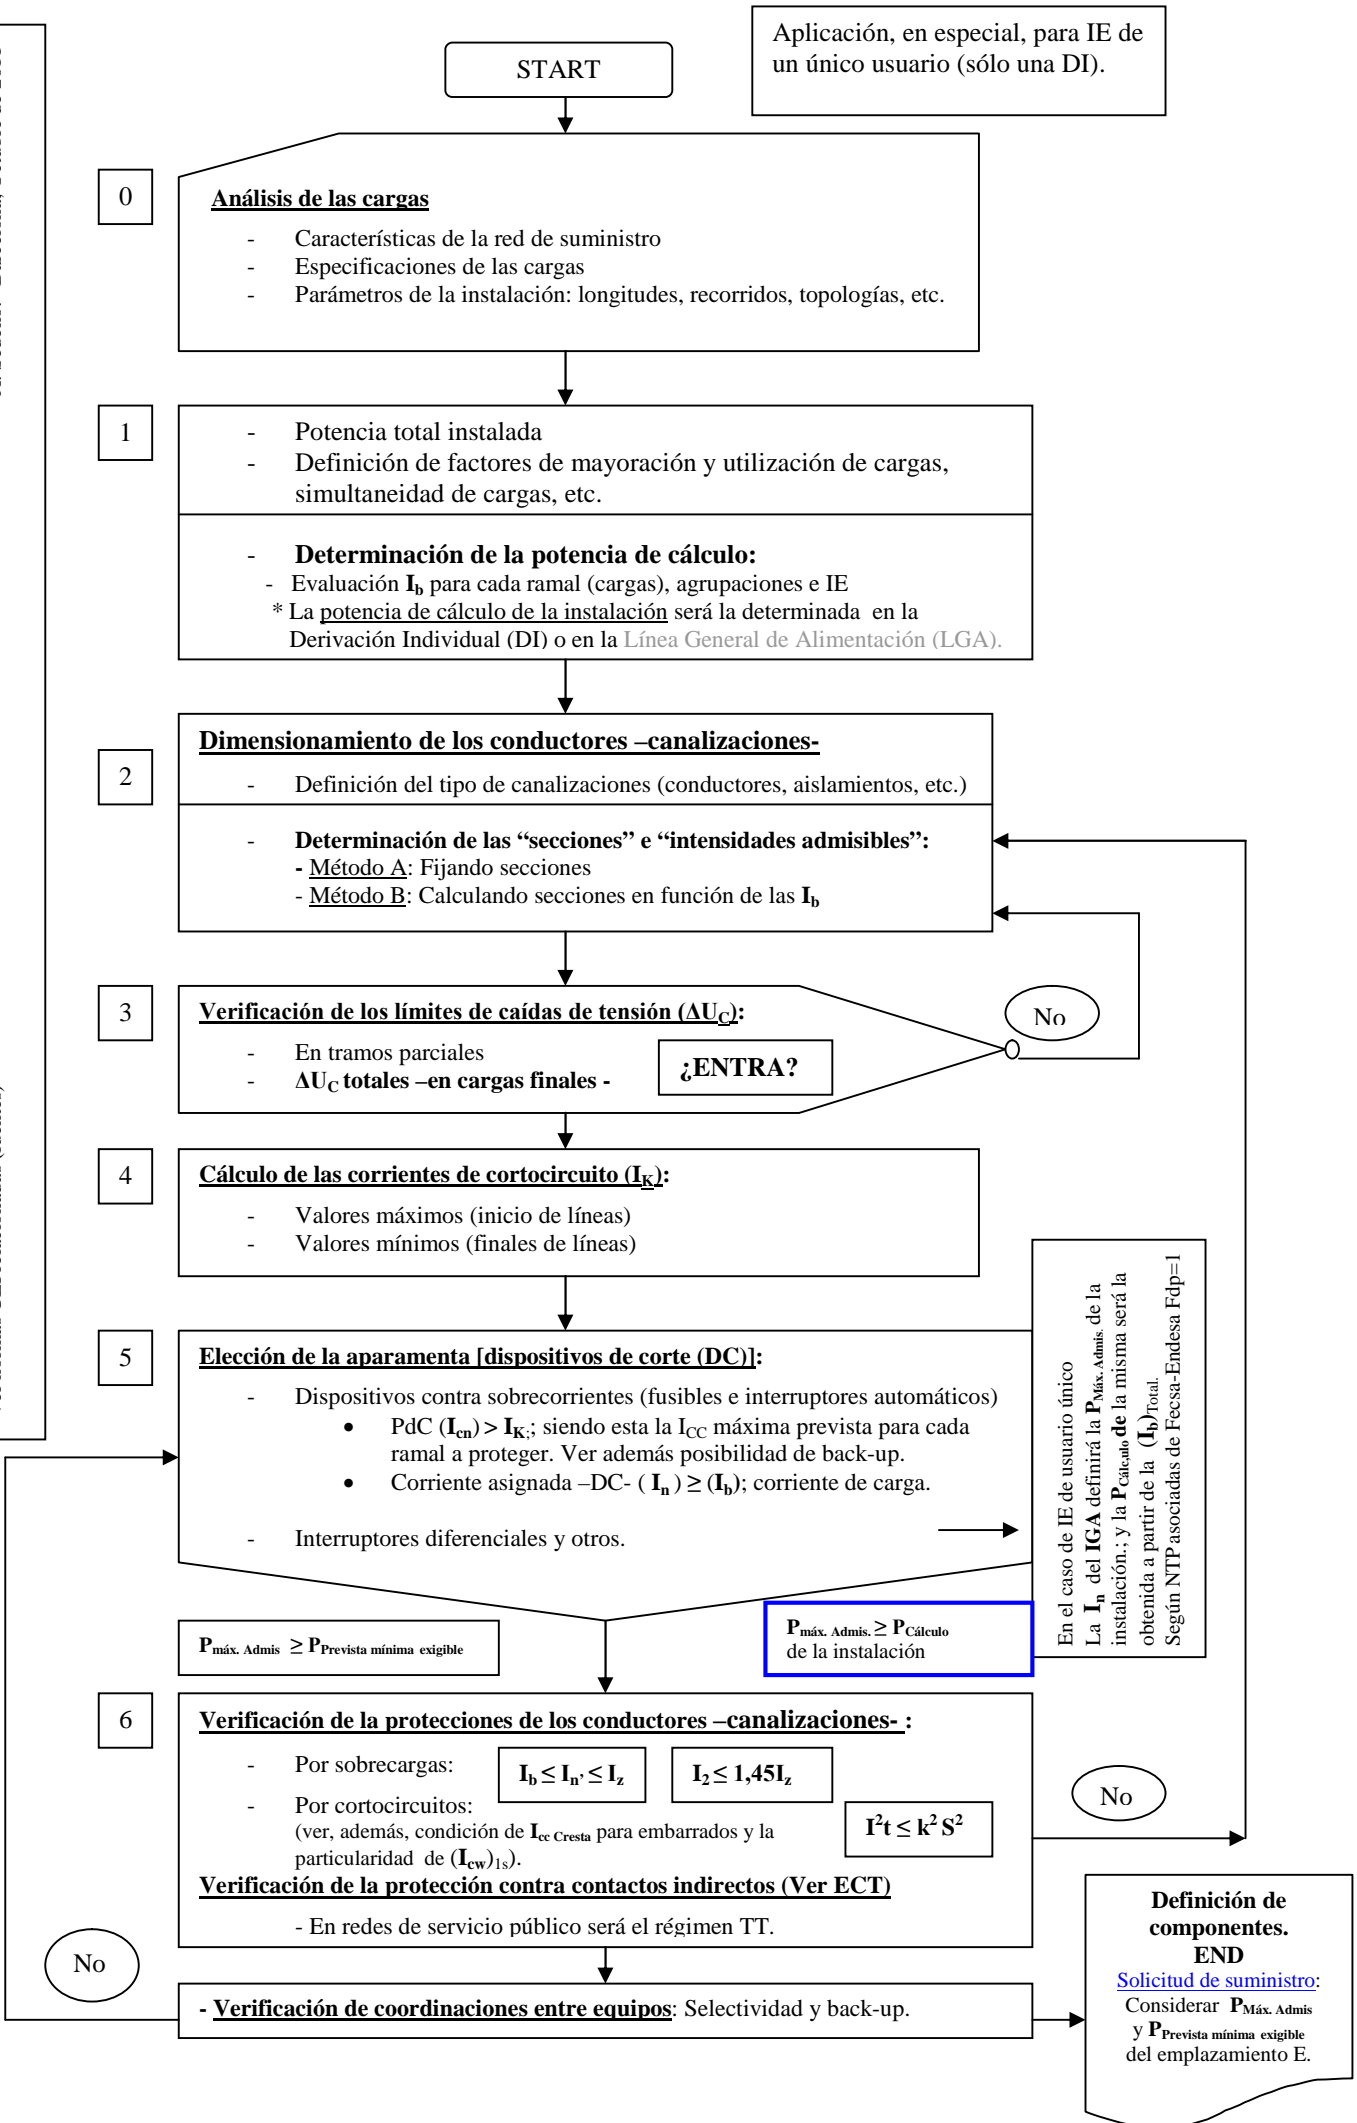 Aplicación, en especial, para IE de
un único usuario (sólo una DI).
START
0
Análisis de las cargas
- Características de la red de suministro
- Especificaciones de las cargas
- Parámetros de la instalación: longitudes, recorridos, topologías, etc.
1
- Potencia total instalada
- Definición de factores de mayoración y utilización de cargas,
simultaneidad de cargas, etc.
- Determinación de la potencia de cálculo:
- Evaluación Ib para cada ramal (cargas), agrupaciones e IE
* La potencia de cálculo de la instalación será la determinada en la
Derivación Individual (DI) o en la Línea General de Alimentación (LGA).
2
Dimensionamiento de los conductores –canalizaciones-
- Definición del tipo de canalizaciones (conductores, aislamientos, etc.)
- Determinación de las “secciones” e “intensidades admisibles”:
- Método A: Fijando secciones
- Método B: Calculando secciones en función de las Ib
3
Verificación de los límites de caídas de tensión (ΔUC):
- En tramos parciales
- ΔUC totales –en cargas finales -
¿ENTRA?
No
4
Cálculo de las corrientes de cortocircuito (IK):
- Valores máximos (inicio de líneas)
- Valores mínimos (finales de líneas)
5
Elección de la aparamenta [dispositivos de corte (DC)]:
- Dispositivos contra sobrecorrientes (fusibles e interruptores automáticos)
• PdC (Icn) > IK;; siendo esta la ICC máxima prevista para cada
ramal a proteger. Ver además posibilidad de back-up.
• Corriente asignada –DC- ( In ) ≥ (Ib); corriente de carga.
- Interruptores diferenciales y otros.
En el caso de IE de usuario único
La In del IGA definirá la PMáx. Admis. de la
instalación.; y la PCálc,ulo de la misma será la
obtenida a partir de la (Ib)Total.
Según NTP asociadas de Fecsa-Endesa Fdp=1
Pmáx. Admis ≥ PPrevista mínima exigible
Pmáx. Admis. ≥ PCálculo
de la instalación
6
Verificación de la protecciones de los conductores –canalizaciones- :
- Por sobrecargas:
Ib ≤ In’ ≤ Iz
I2 ≤ 1,45Iz
- Por cortocircuitos:
(ver, además, condición de Icc Cresta para embarrados y la
particularidad de (Icw)1s).
I²t ≤ k² S²
No
Verificación de la protección contra contactos indirectos (Ver ECT)
- En redes de servicio público será el régimen TT.
No
- Verificación de coordinaciones entre equipos: Selectividad y back-up.
Definición de
componentes.
END
Solicitud de suministro:
Considerar PMáx. Admis
y PPrevista mínima exigible
del emplazamiento E.